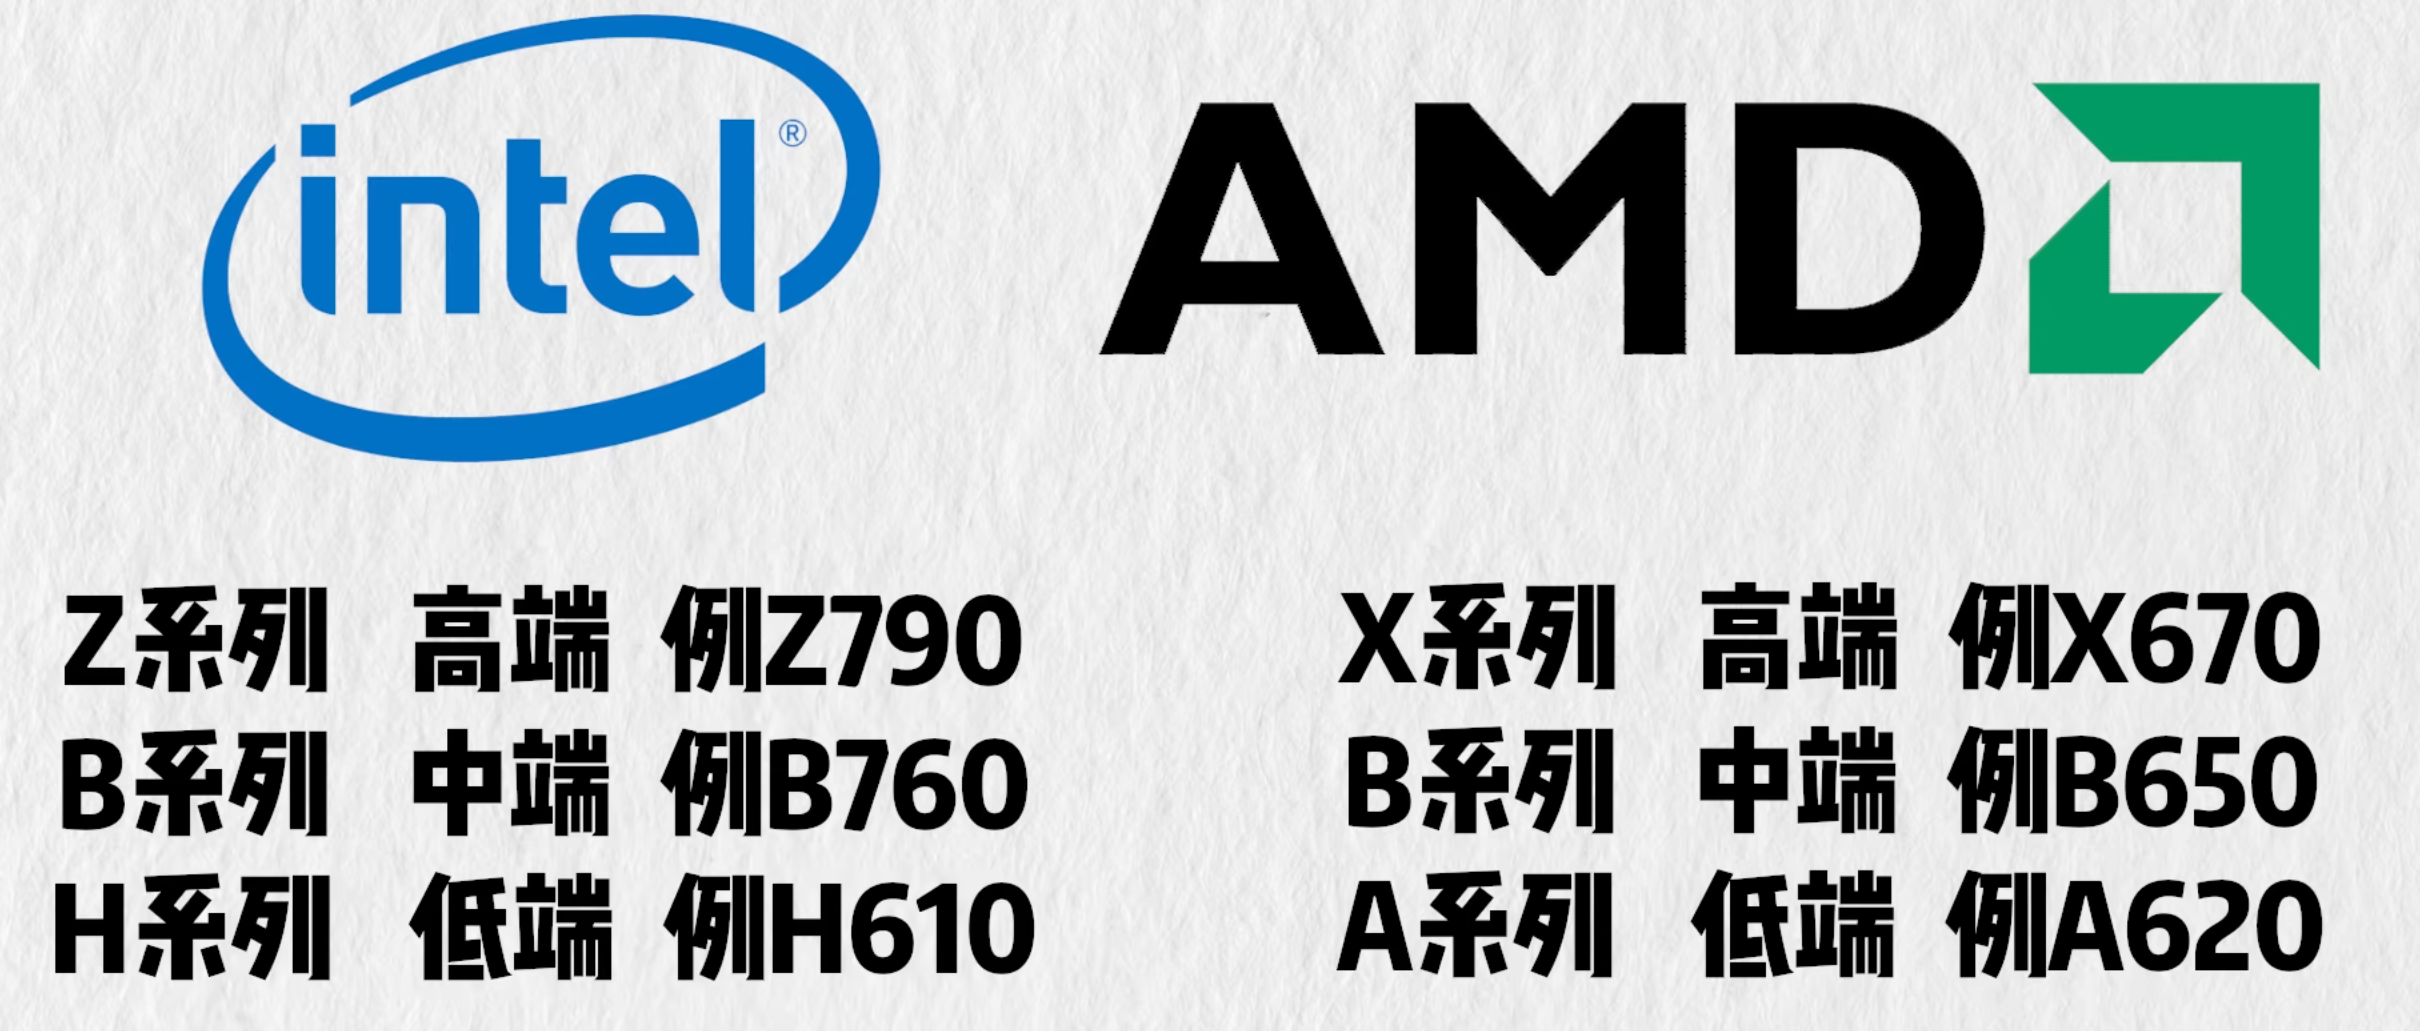 intel®
AMD
Z系列 高端 例Z790
B系列 中端 例B760
H系列 低端 例H610
X系列 高端 例X670
B系列 中端 例B650
A系列 低端 例A620